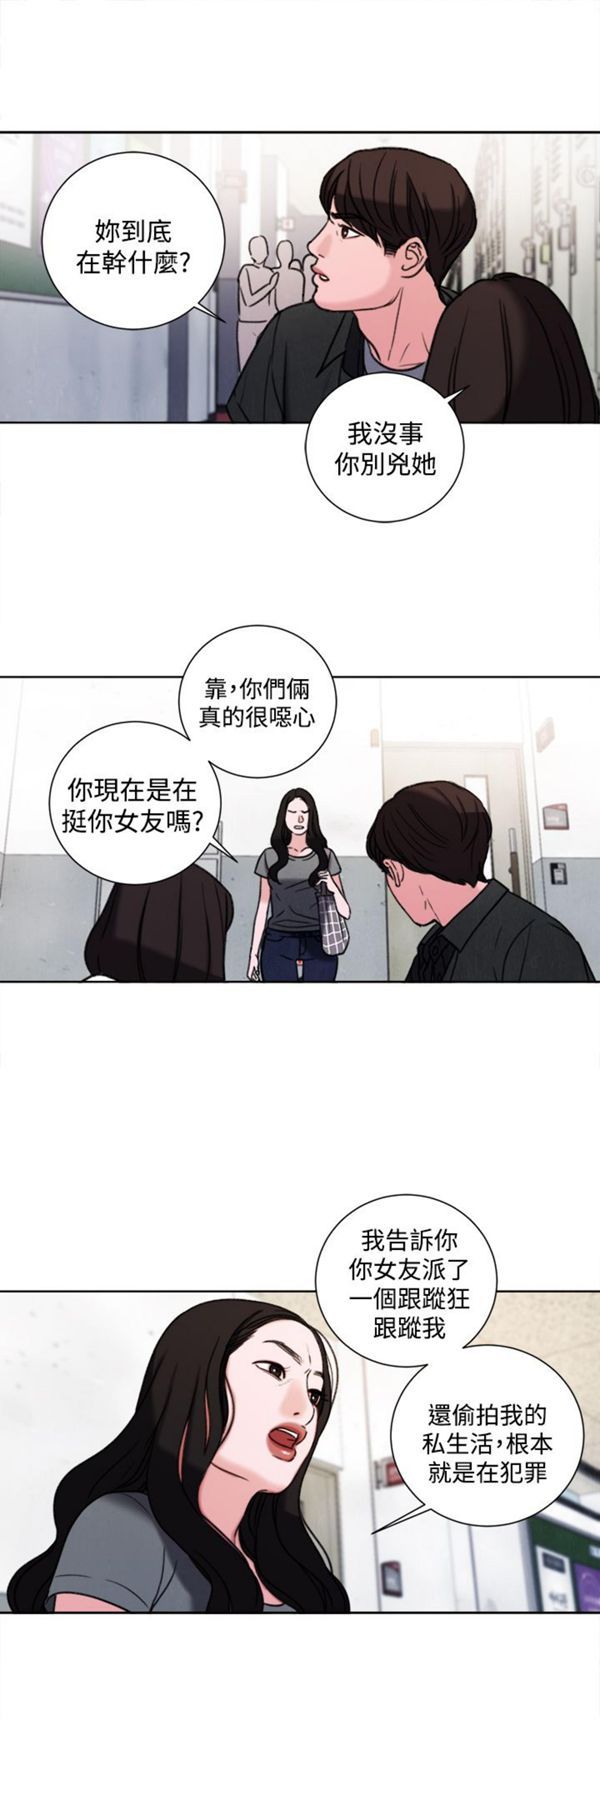 妳到底
在幹什麼?
我沒事
你別兇她
靠，你們倆
真的很噁心
你現在是在
挺你女友嗎?
我告訴你
你女友派了
一個跟蹤狂
跟蹤我
還偷拍我的
私生活，根本
就是在犯罪